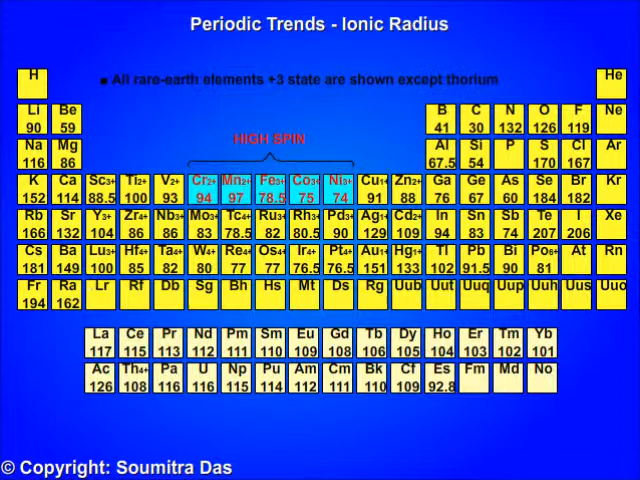 Periodic Trends - Ionic Radius
H He
■ All rare-earth elements +3 state are shown except thorium
Li Be B C N O F Ne
90 59 41 30 132 126 119
HIGH SPIN
Na Mg Al Si P S Cl Ar
116 86 67.5 54 170 167
K Ca Sc3+ Ti2+ V2+ Cr2+ Mn2+ Fe3+ Co3+ Ni3+ Cu1+ Zn2+ Ga Ge As Se Br Kr
152 114 88.5 100 93 94 97 78.5 75 74 91 88 76 67 60 184 182
Rb Sr Y3+ Zr4+ Nb3+ Mo3+ Tc4+ Ru3+ Rh3+ Pd3+ Ag1+ Cd2+ In Sn Sb Te I Xe
166 132 104 86 86 83 78.5 82 80.5 90 129 109 94 83 74 207 206
Cs Ba Lu3+ Hf4+ Ta4+ W4+ Re4+ Os4+ Ir4+ Pt4+ Au1+ Hg1+ Tl Pb Bi Po6+ At Rn
181 149 100 85 82 80 77 77 76.5 76.5 151 133 102 91.5 90 81
Fr Ra Lr Rf Db Sg Bh Hs Mt Ds Rg Uub Uut Uuq Uup Uuh Uus Uuo
194 162
La Ce Pr Nd Pm Sm Eu Gd Tb Dy Ho Er Tm Yb
117 115 113 112 111 110 109 108 106 105 104 103 102 101
Ac Th4+ Pa U Np Pu Am Cm Bk Cf Es Fm Md No
126 108 116 116 115 114 112 111 110 109 92.8
© Copyright: Soumitra Das